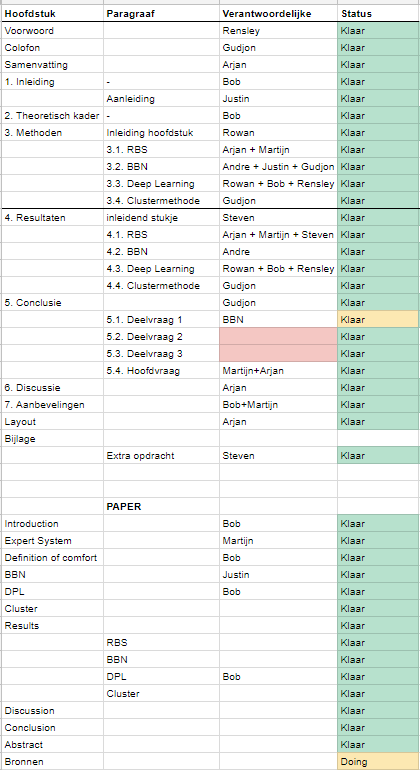 Hoofdstuk Paragraaf Verantwoordelijke Status
Voorwoord Rensley Klaar
Colofon Gudjon Klaar
Samenvatting Arjan Klaar
1. Inleiding - Bob Klaar
Aanleiding Justin Klaar
2. Theoretisch kader - Bob Klaar
3. Methoden Inleiding hoofdstuk Rowan Klaar
3.1. RBS Arjan + Martijn Klaar
3.2. BBN Andre + Justin + Gudjon Klaar
3.3. Deep Learning Rowan + Bob + Rensley Klaar
3.4. Clustermethode Gudjon Klaar
4. Resultaten inleidend stukje Steven Klaar
4.1. RBS Arjan + Martijn + Steven Klaar
4.2. BBN Andre Klaar
4.3. Deep Learning Rowan + Bob + Rensley Klaar
4.4. Clustermethode Gudjon Klaar
5. Conclusie Gudjon Klaar
5.1. Deelvraag 1 BBN Klaar
5.2. Deelvraag 2 Klaar
5.3. Deelvraag 3 Klaar
5.4. Hoofdvraag Martijn+Arjan Klaar
6. Discussie Arjan Klaar
7. Aanbevelingen Bob+Martijn Klaar
Layout Arjan Klaar
Bijlage
Extra opdracht Steven Klaar
PAPER
Introduction Bob Klaar
Expert System Martijn Klaar
Definition of comfort Bob Klaar
BBN Justin Klaar
DPL Bob Klaar
Cluster Klaar
Results Klaar
RBS Klaar
BBN Klaar
DPL Bob Klaar
Cluster Klaar
Discussion Klaar
Conclusion Klaar
Abstract Klaar
Bronnen Doing